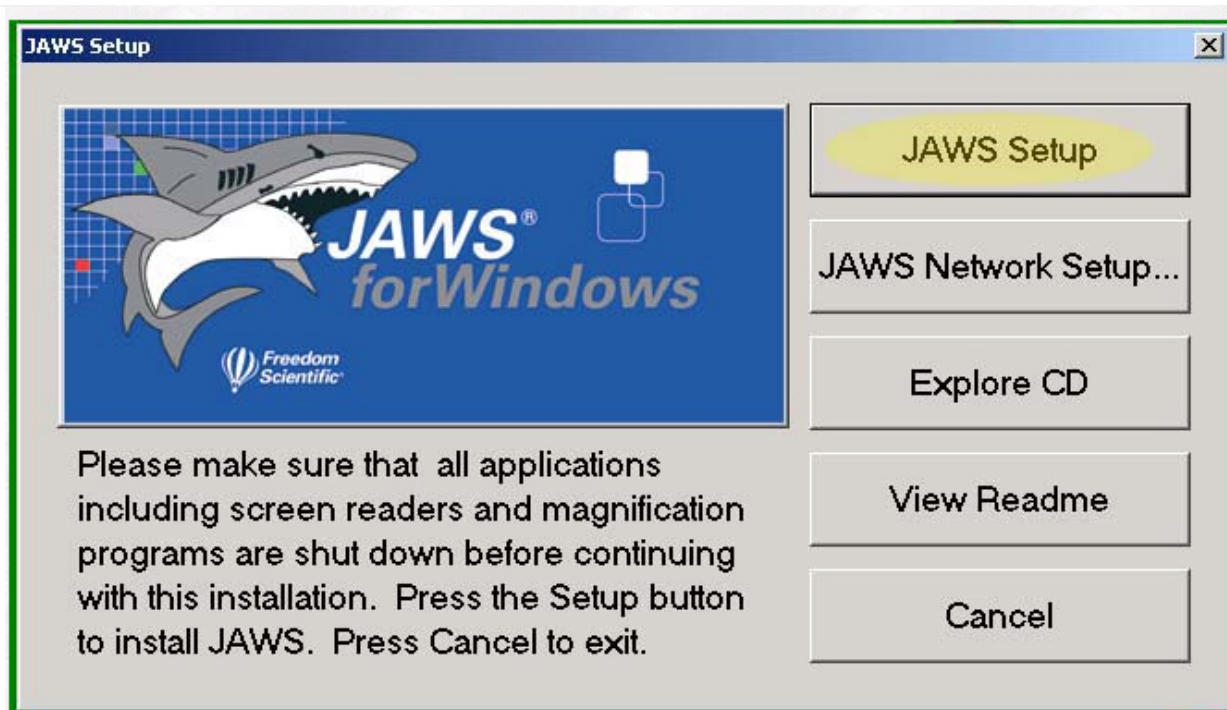 JAWS Setup
JAWS®
for Windows
Freedom
Scientific
Please make sure that  all applications
including screen readers and magnification
programs are shut down before continuing
with this installation.  Press the Setup button
to install JAWS.  Press Cancel to exit.
JAWS Setup
JAWS Network Setup...
Explore CD
View Readme
Cancel